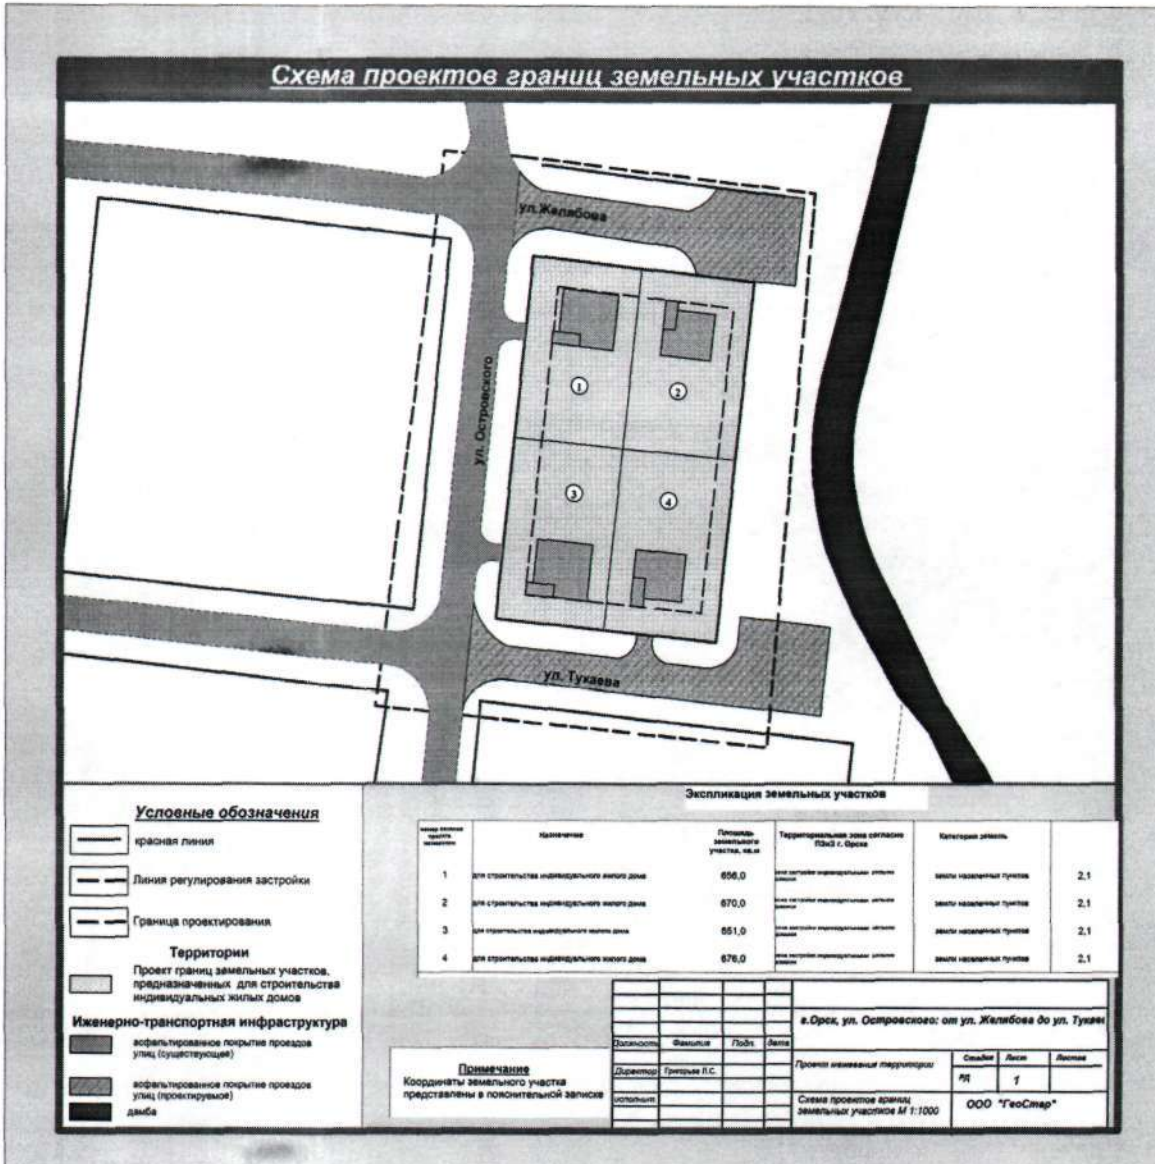 Схема проектов границ земельных участков
ул.Желябова
ул. Островского
1
2
3
4
ул. Тукаева
Условные обозначения
красная линия
Линия регулирования застройки
Граница проектирования
Территории
Проект границ земельных участков,
предназначенных для строительства
индивидуальных жилых домов
Иженерно-транспортная инфраструктура
асфальтированное покрытие проездов
улиц (существующее)
асфальтированное покрытие проездов
улиц (проектируемое)
дамба
Экспликация земельных участков
Назначение
Площадь
земельного
участка, кв.м
Территориальная зона согласно
ПЗиЗ г. Орска
Категория земель
1 для строительства индивидуального жилого дома 656,0 земли населенных пунктов 2,1
2 для строительства индивидуального жилого дома 670,0 земли населенных пунктов 2,1
3 для строительства индивидуального жилого дома 651,0 земли населенных пунктов 2,1
4 для строительства индивидуального жилого дома 676,0 земли населенных пунктов 2,1
Примечание
Координаты земельного участка
представлены в пояснительной записке
г.Орск, ул. Островского: от ул. Желябова до ул. Тукаев
Должность Фамилия Подп. дата
Директор Григорьев П.С.
исполнит.
Проект межевания территории
Стадия Лист Листов
РД 1
Схема проектов границ
земельных участков М 1:1000
ООО "ГеоСтар"